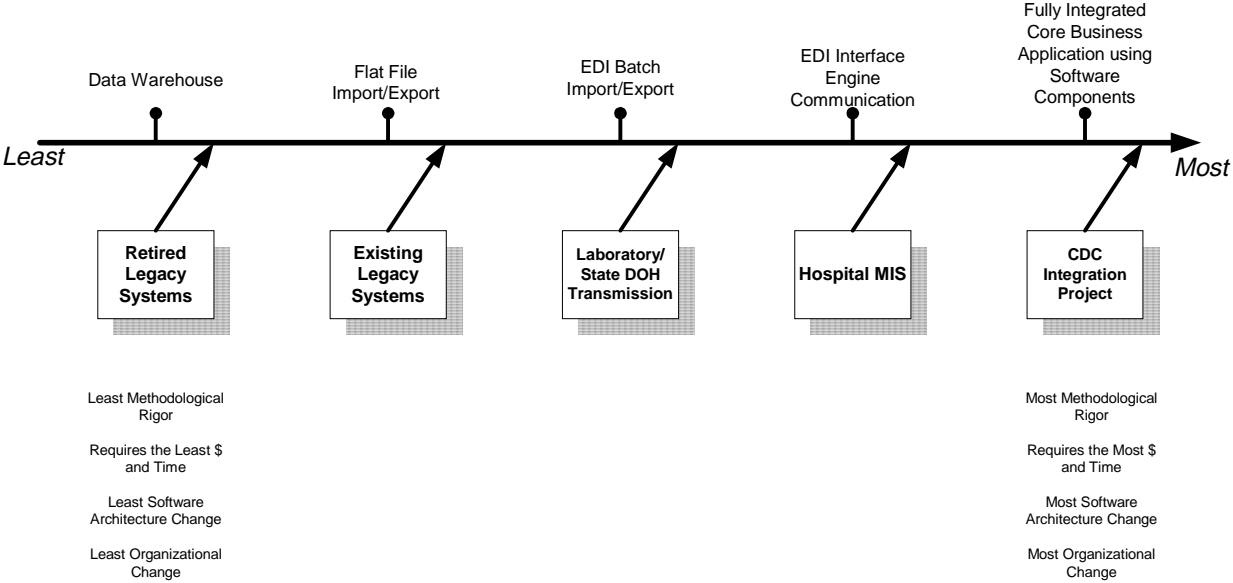 Data Warehouse
Flat File
Import/Export
EDI Batch
Import/Export
EDI Interface
Engine
Communication
Fully Integrated
Core Business
Application using
Software
Components
Least
Most
Retired
Legacy
Systems
Existing
Legacy
Systems
Laboratory/
State DOH
Transmission
Hospital MIS
CDC
Integration
Project
Least Methodological
Rigor
Requires the Least $
and Time
Least Software
Architecture Change
Least Organizational
Change
Most Methodological
Rigor
Requires the Most $
and Time
Most Software
Architecture Change
Most Organizational
Change